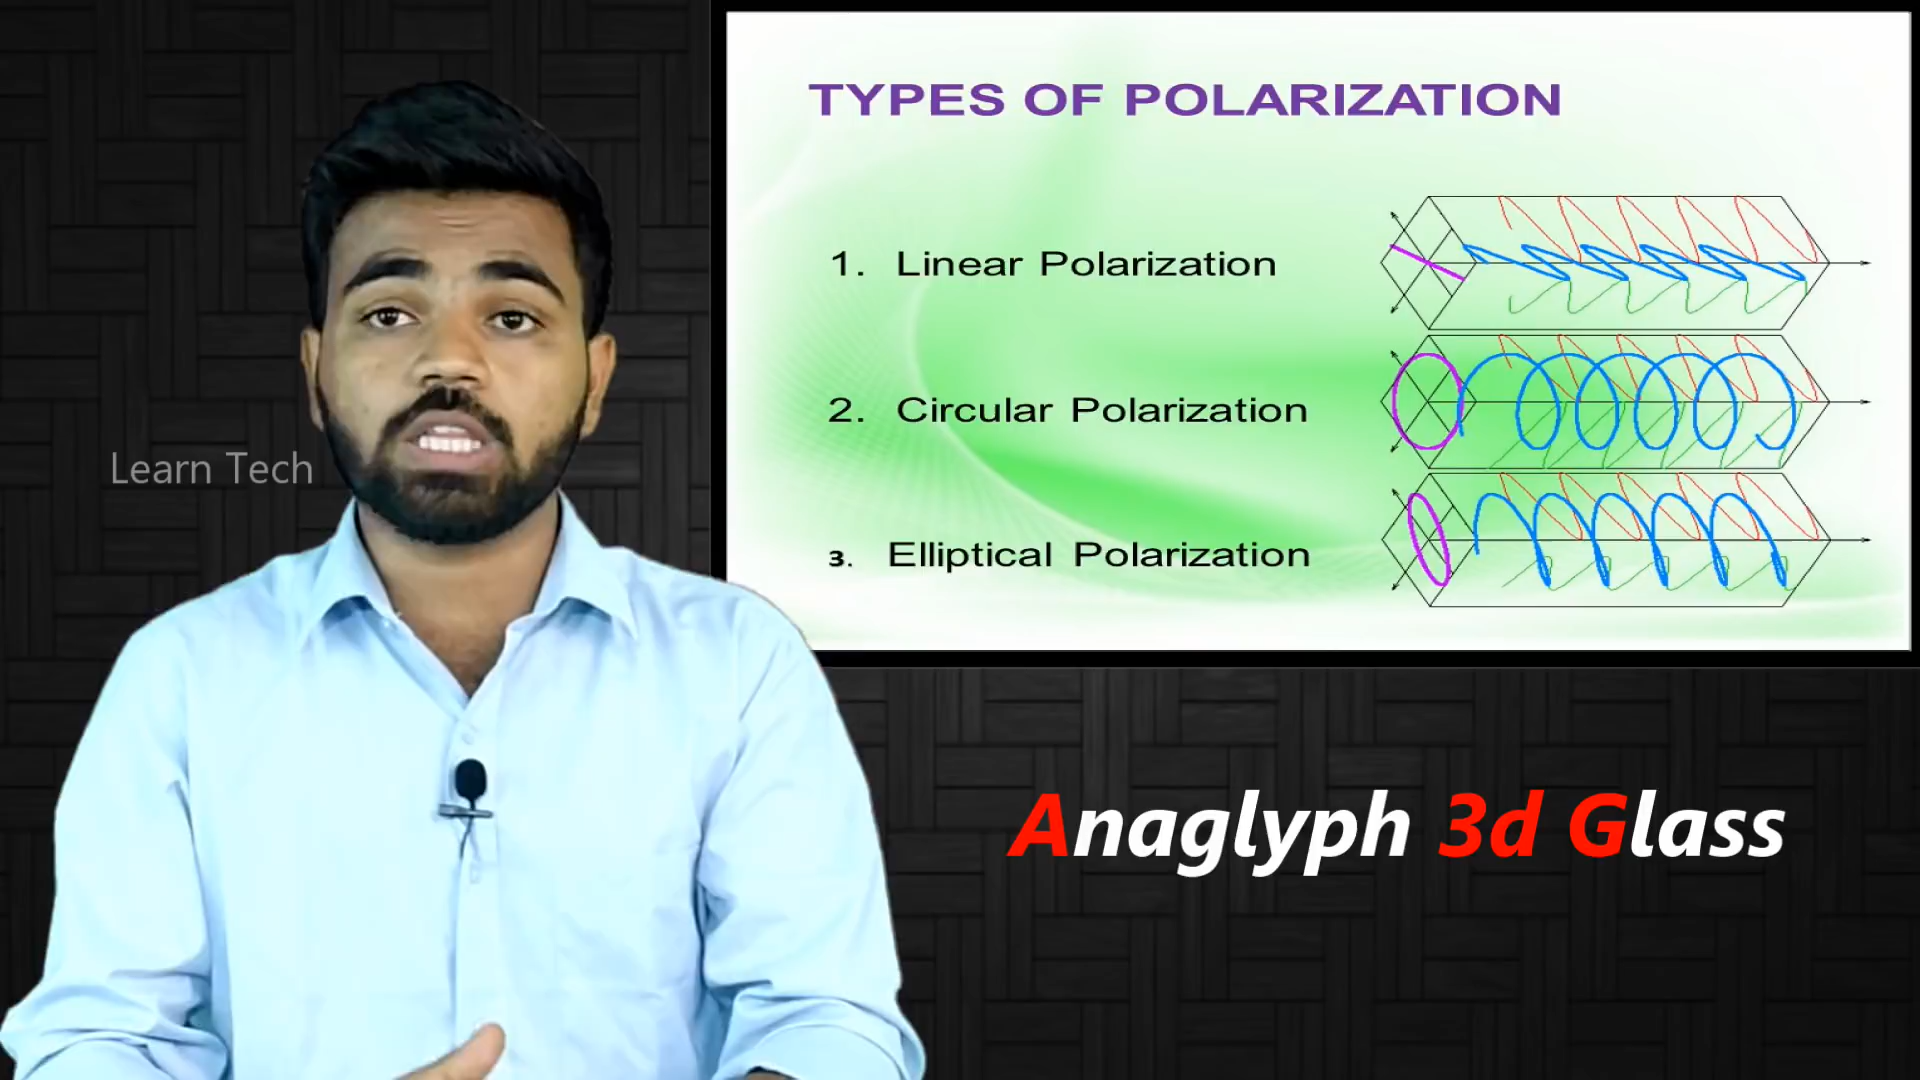 TYPES OF POLARIZATION
1. Linear Polarization
2. Circular Polarization
3. Elliptical Polarization
Learn Tech
Anaglyph 3d Glass